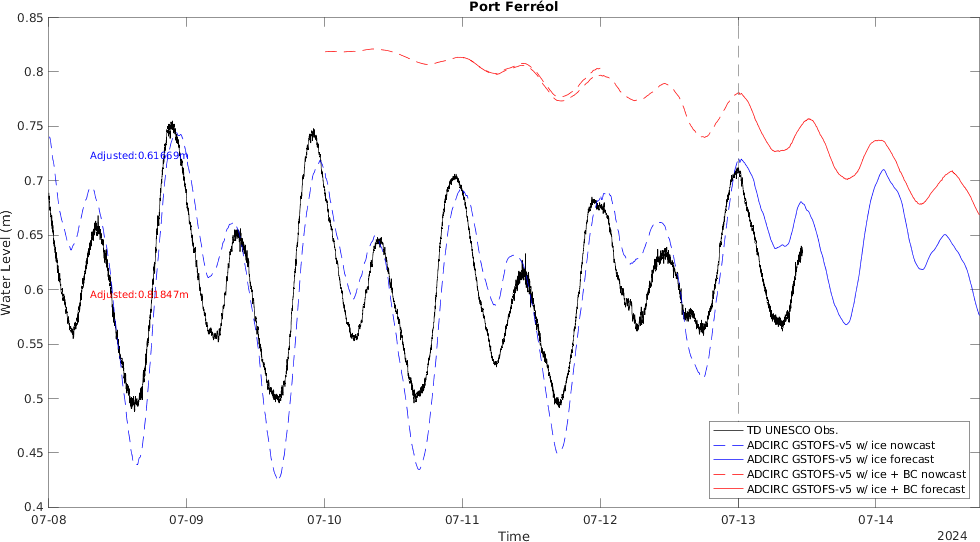 Port Ferréol
0.85
0.8
0.75
0.7
0.65
0.6
0.55
0.5
0.45
0.4
Water Level (m)
Adjusted:0.61669m
Adjusted:0.81847m
TD UNESCO Obs.
ADCIRC GSTOFS-v5 w/ ice nowcast
ADCIRC GSTOFS-v5 w/ ice forecast
ADCIRC GSTOFS-v5 w/ ice + BC nowcast
ADCIRC GSTOFS-v5 w/ ice + BC forecast
07-08 07-09 07-10 07-11 07-12 07-13 07-14
Time
2024